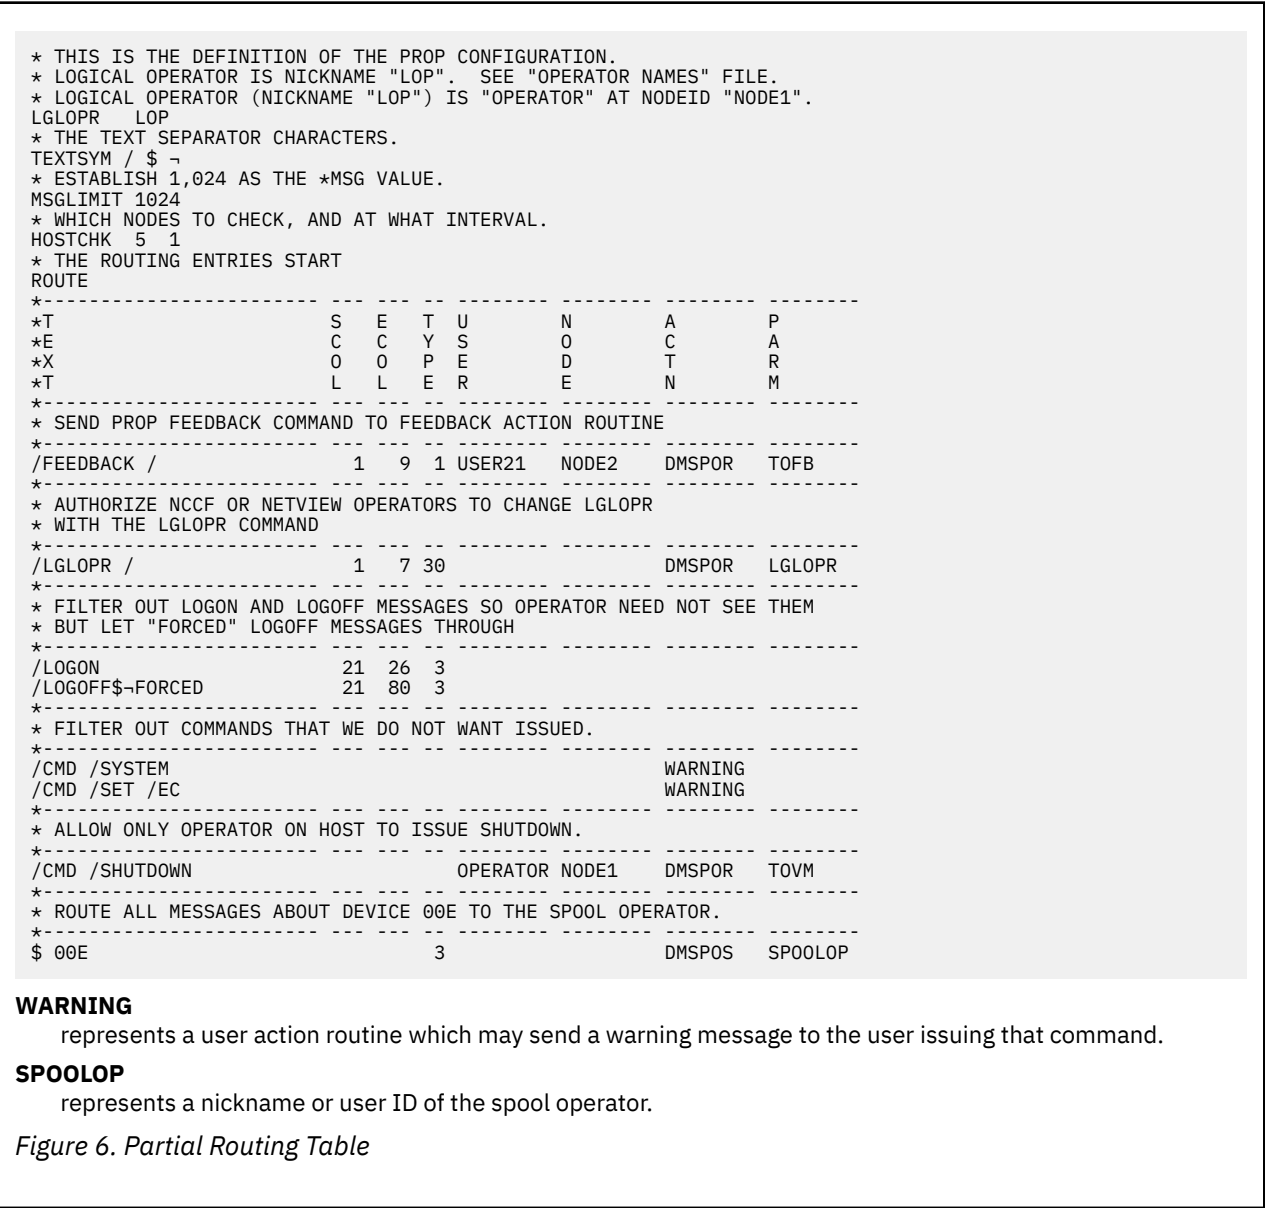 * THIS IS THE DEFINITION OF THE PROP CONFIGURATION.
* LOGICAL OPERATOR IS NICKNAME "LOP".  SEE "OPERATOR NAMES" FILE.
* LOGICAL OPERATOR (NICKNAME "LOP") IS "OPERATOR" AT NODEID "NODE1".
LGLOPR   LOP
* THE TEXT SEPARATOR CHARACTERS.
TEXTSYM / $ ¬
* ESTABLISH 1,024 AS THE *MSG VALUE.
MSGLIMIT 1024
* WHICH NODES TO CHECK, AND AT WHAT INTERVAL.
HOSTCHK  5  1
* THE ROUTING ENTRIES START
ROUTE
*------------------------ --- --- -- -------- -------- -------- --------
*T                        S   E   T  U        N        A        P
*E                        C   C   Y  S        O        C        A
*X                        O   O   P  E        D        T        R
*T                        L   L   E  R        E        N        M
*------------------------ --- --- -- -------- -------- -------- --------
* SEND PROP FEEDBACK COMMAND TO FEEDBACK ACTION ROUTINE
*------------------------ --- --- -- -------- -------- -------- --------
/FEEDBACK /                 1   9  1 USER21   NODE2    DMSPOR   TOFB
*------------------------ --- --- -- -------- -------- -------- --------
* AUTHORIZE NCCF OR NETVIEW OPERATORS TO CHANGE LGLOPR
* WITH THE LGLOPR COMMAND
*------------------------ --- --- -- -------- -------- -------- --------
/LGLOPR /                   1   7 30                   DMSPOR   LGLOPR
*------------------------ --- --- -- -------- -------- -------- --------
* FILTER OUT LOGON AND LOGOFF MESSAGES SO OPERATOR NEED NOT SEE THEM
* BUT LET "FORCED" LOGOFF MESSAGES THROUGH
*------------------------ --- --- -- -------- -------- -------- --------
/LOGON                     21  26  3
/LOGOFF$¬FORCED            21  80  3
*------------------------ --- --- -- -------- -------- -------- --------
* FILTER OUT COMMANDS THAT WE DO NOT WANT ISSUED.
*------------------------ --- --- -- -------- -------- -------- --------
/CMD /SYSTEM                                           WARNING
/CMD /SET /EC                                          WARNING
*------------------------ --- --- -- -------- -------- -------- --------
* ALLOW ONLY OPERATOR ON HOST TO ISSUE SHUTDOWN.
*------------------------ --- --- -- -------- -------- -------- --------
/CMD /SHUTDOWN                       OPERATOR NODE1    DMSPOR   TOVM
*------------------------ --- --- -- -------- -------- -------- --------
* ROUTE ALL MESSAGES ABOUT DEVICE 00E TO THE SPOOL OPERATOR.
*------------------------ --- --- -- -------- -------- -------- --------
$ 00E                              3                   DMSPOS   SPOOLOP
WARNING
represents a user action routine which may send a warning message to the user issuing that command.
SPOOLOP
represents a nickname or user ID of the spool operator.
Figure 6. Partial Routing Table